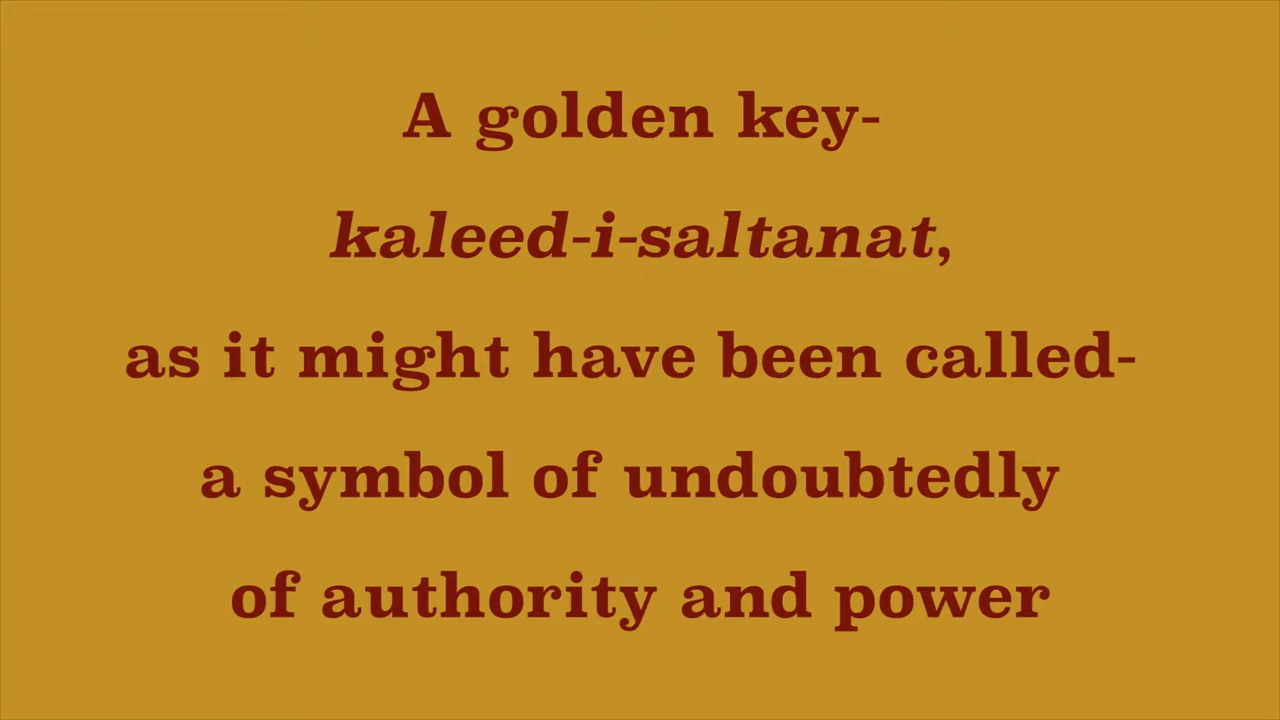 A golden key-
kaleed-i-saltanat,
as it might have been called-
a symbol of undoubtedly
of authority and power